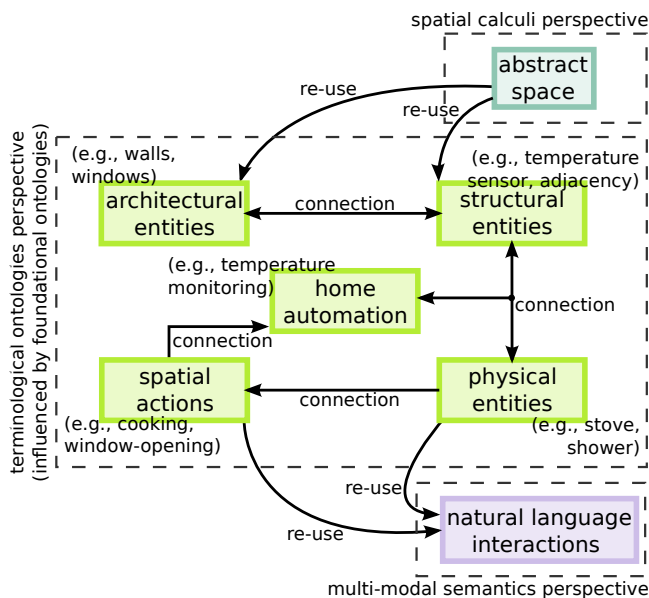 spatial calculi perspective
abstract
space
re-use
re-use
terminological ontologies perspective
(influenced by foundational ontologies)
(e.g., walls,
windows)
architectural
entities
connection
(e.g., temperature
sensor, adjacency)
structural
entities
(e.g., temperature
monitoring)
home
automation
connection
connection
spatial
actions
connection
physical
entities
(e.g., cooking,
window-opening)
(e.g., stove,
shower)
re-use
re-use
natural language
interactions
multi-modal semantics perspective